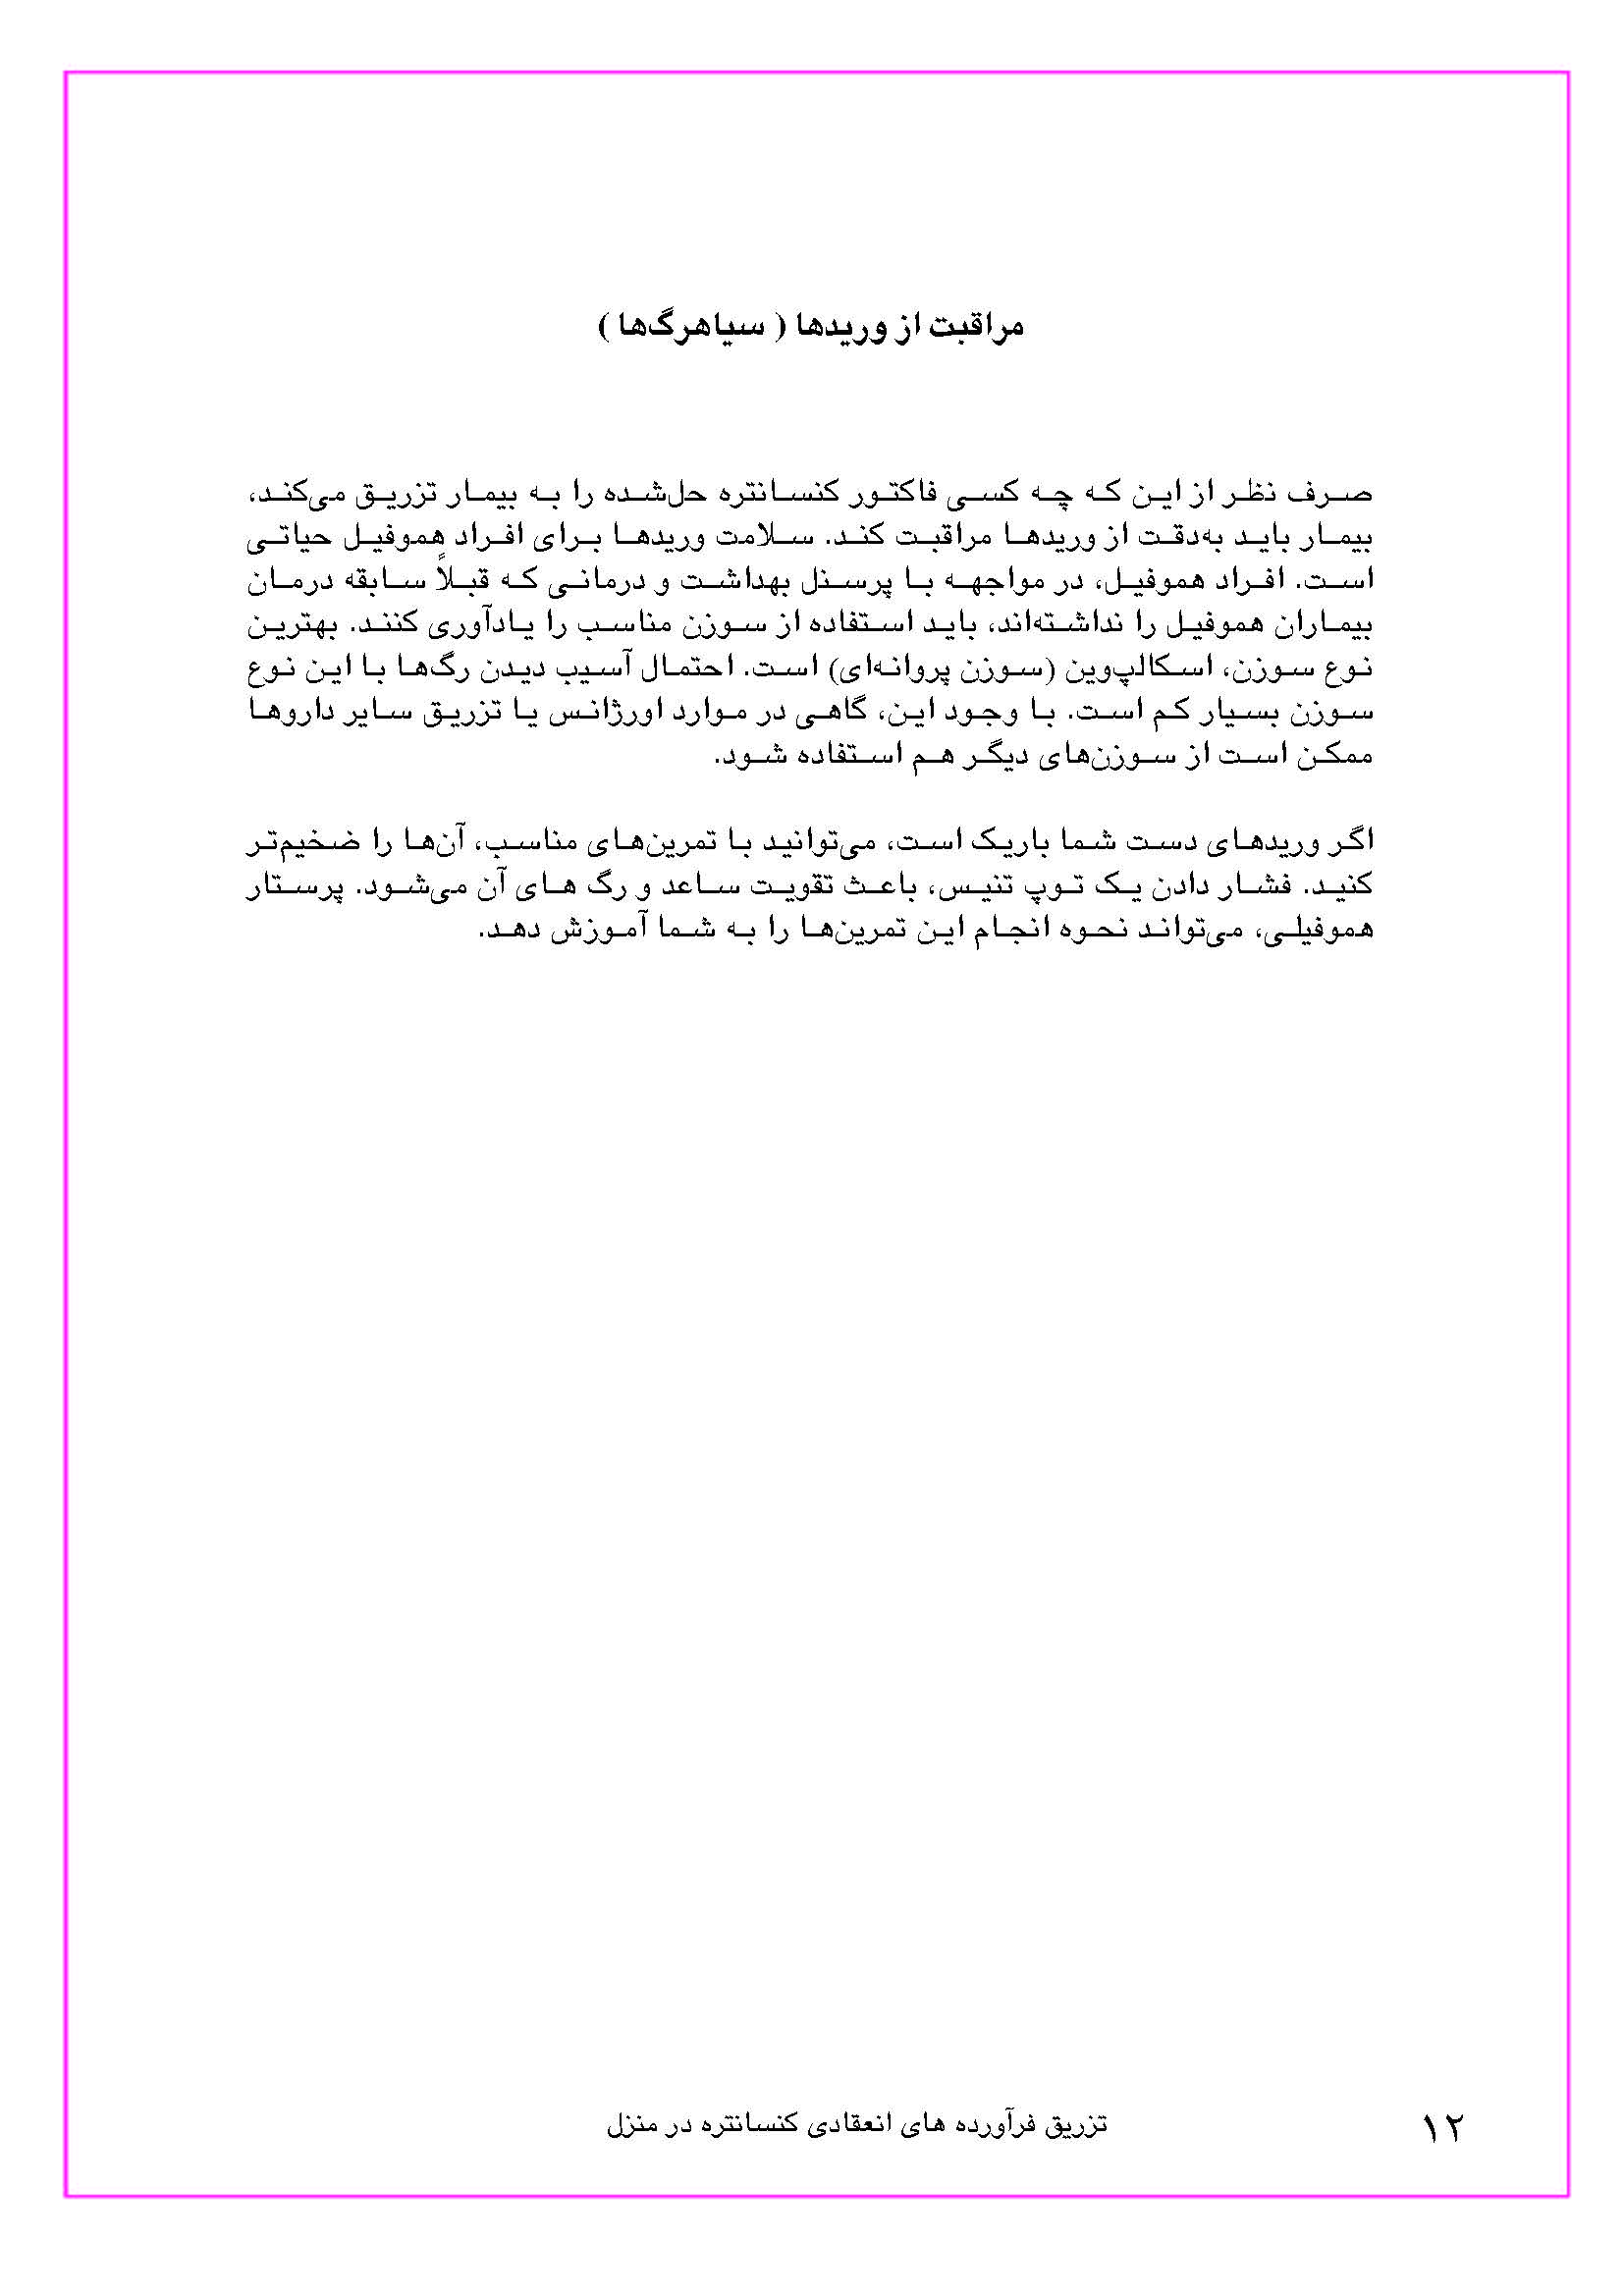 مراقبت از وریدها ( سیاهرگ‌ها )
صرف نظر از این که چه کسی فاکتور کنسانتره حل‌شده را به بیمار تزریق می‌کند،
بیمار باید به‌دقت از وریدها مراقبت کند. سلامت وریدها برای افراد هموفیل حیاتی
است. افراد هموفیل، در مواجهه با پرسنل بهداشت و درمانی که قبلاً سابقه درمان
بیماران هموفیل را نداشته‌اند، باید استفاده از سوزن مناسب را یادآوری کنند. بهترین
نوع سوزن، اسکالپ‌وین (سوزن پروانه‌ای) است. احتمال آسیب دیدن رگ‌ها با این نوع
سوزن بسیار کم است. با وجود این، گاهی در موارد اورژانس یا تزریق سایر داروها
ممکن است از سوزن‌های دیگر هم استفاده شود.
اگر وریدهای دست شما باریک است، می‌توانید با تمرین‌های مناسب، آن‌ها را ضخیم‌تر
کنید. فشار دادن یک توپ تنیس، باعث تقویت ساعد و رگ های آن می‌شود. پرستار
هموفیلی، می‌تواند نحوه انجام این تمرین‌ها را به شما آموزش دهد.
۱۲ تزریق فرآورده های انعقادی کنسانتره در منزل